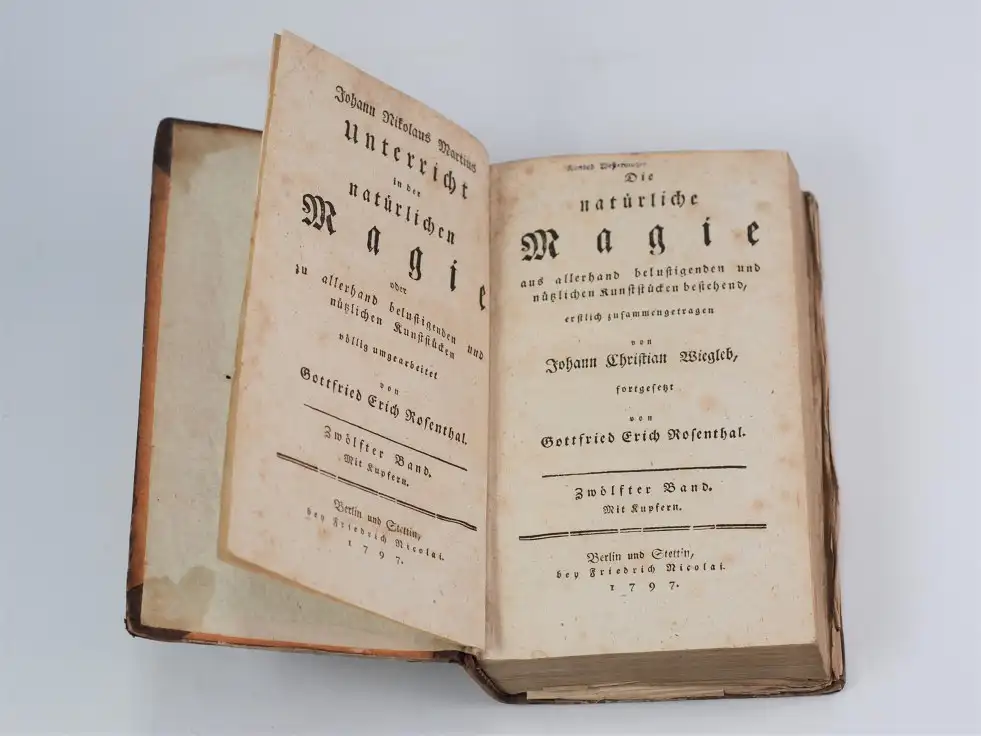 Johann Nikolaus Martius
Unterricht
in der
natürlichen
Magie
oder
zu allerhand belustigenden und
nützlichen Kunststücken
völlig umgearbeitet
von
Gottfried Erich Rosenthal.
Zwölfter Band.
Mit Kupfern.
Berlin und Stettin,
bey Friedrich Nicolai.
1797.
Die
natürliche
Magie
aus allerhand belustigenden und
nützlichen Kunststücken bestehend,
erstlich zusammengetragen
von
Johann Christian Wiegleb,
fortgesetzt
von
Gottfried Erich Rosenthal.
Zwölfter Band.
Mit Kupfern.
Berlin und Stettin,
bey Friedrich Nicolai.
1797.